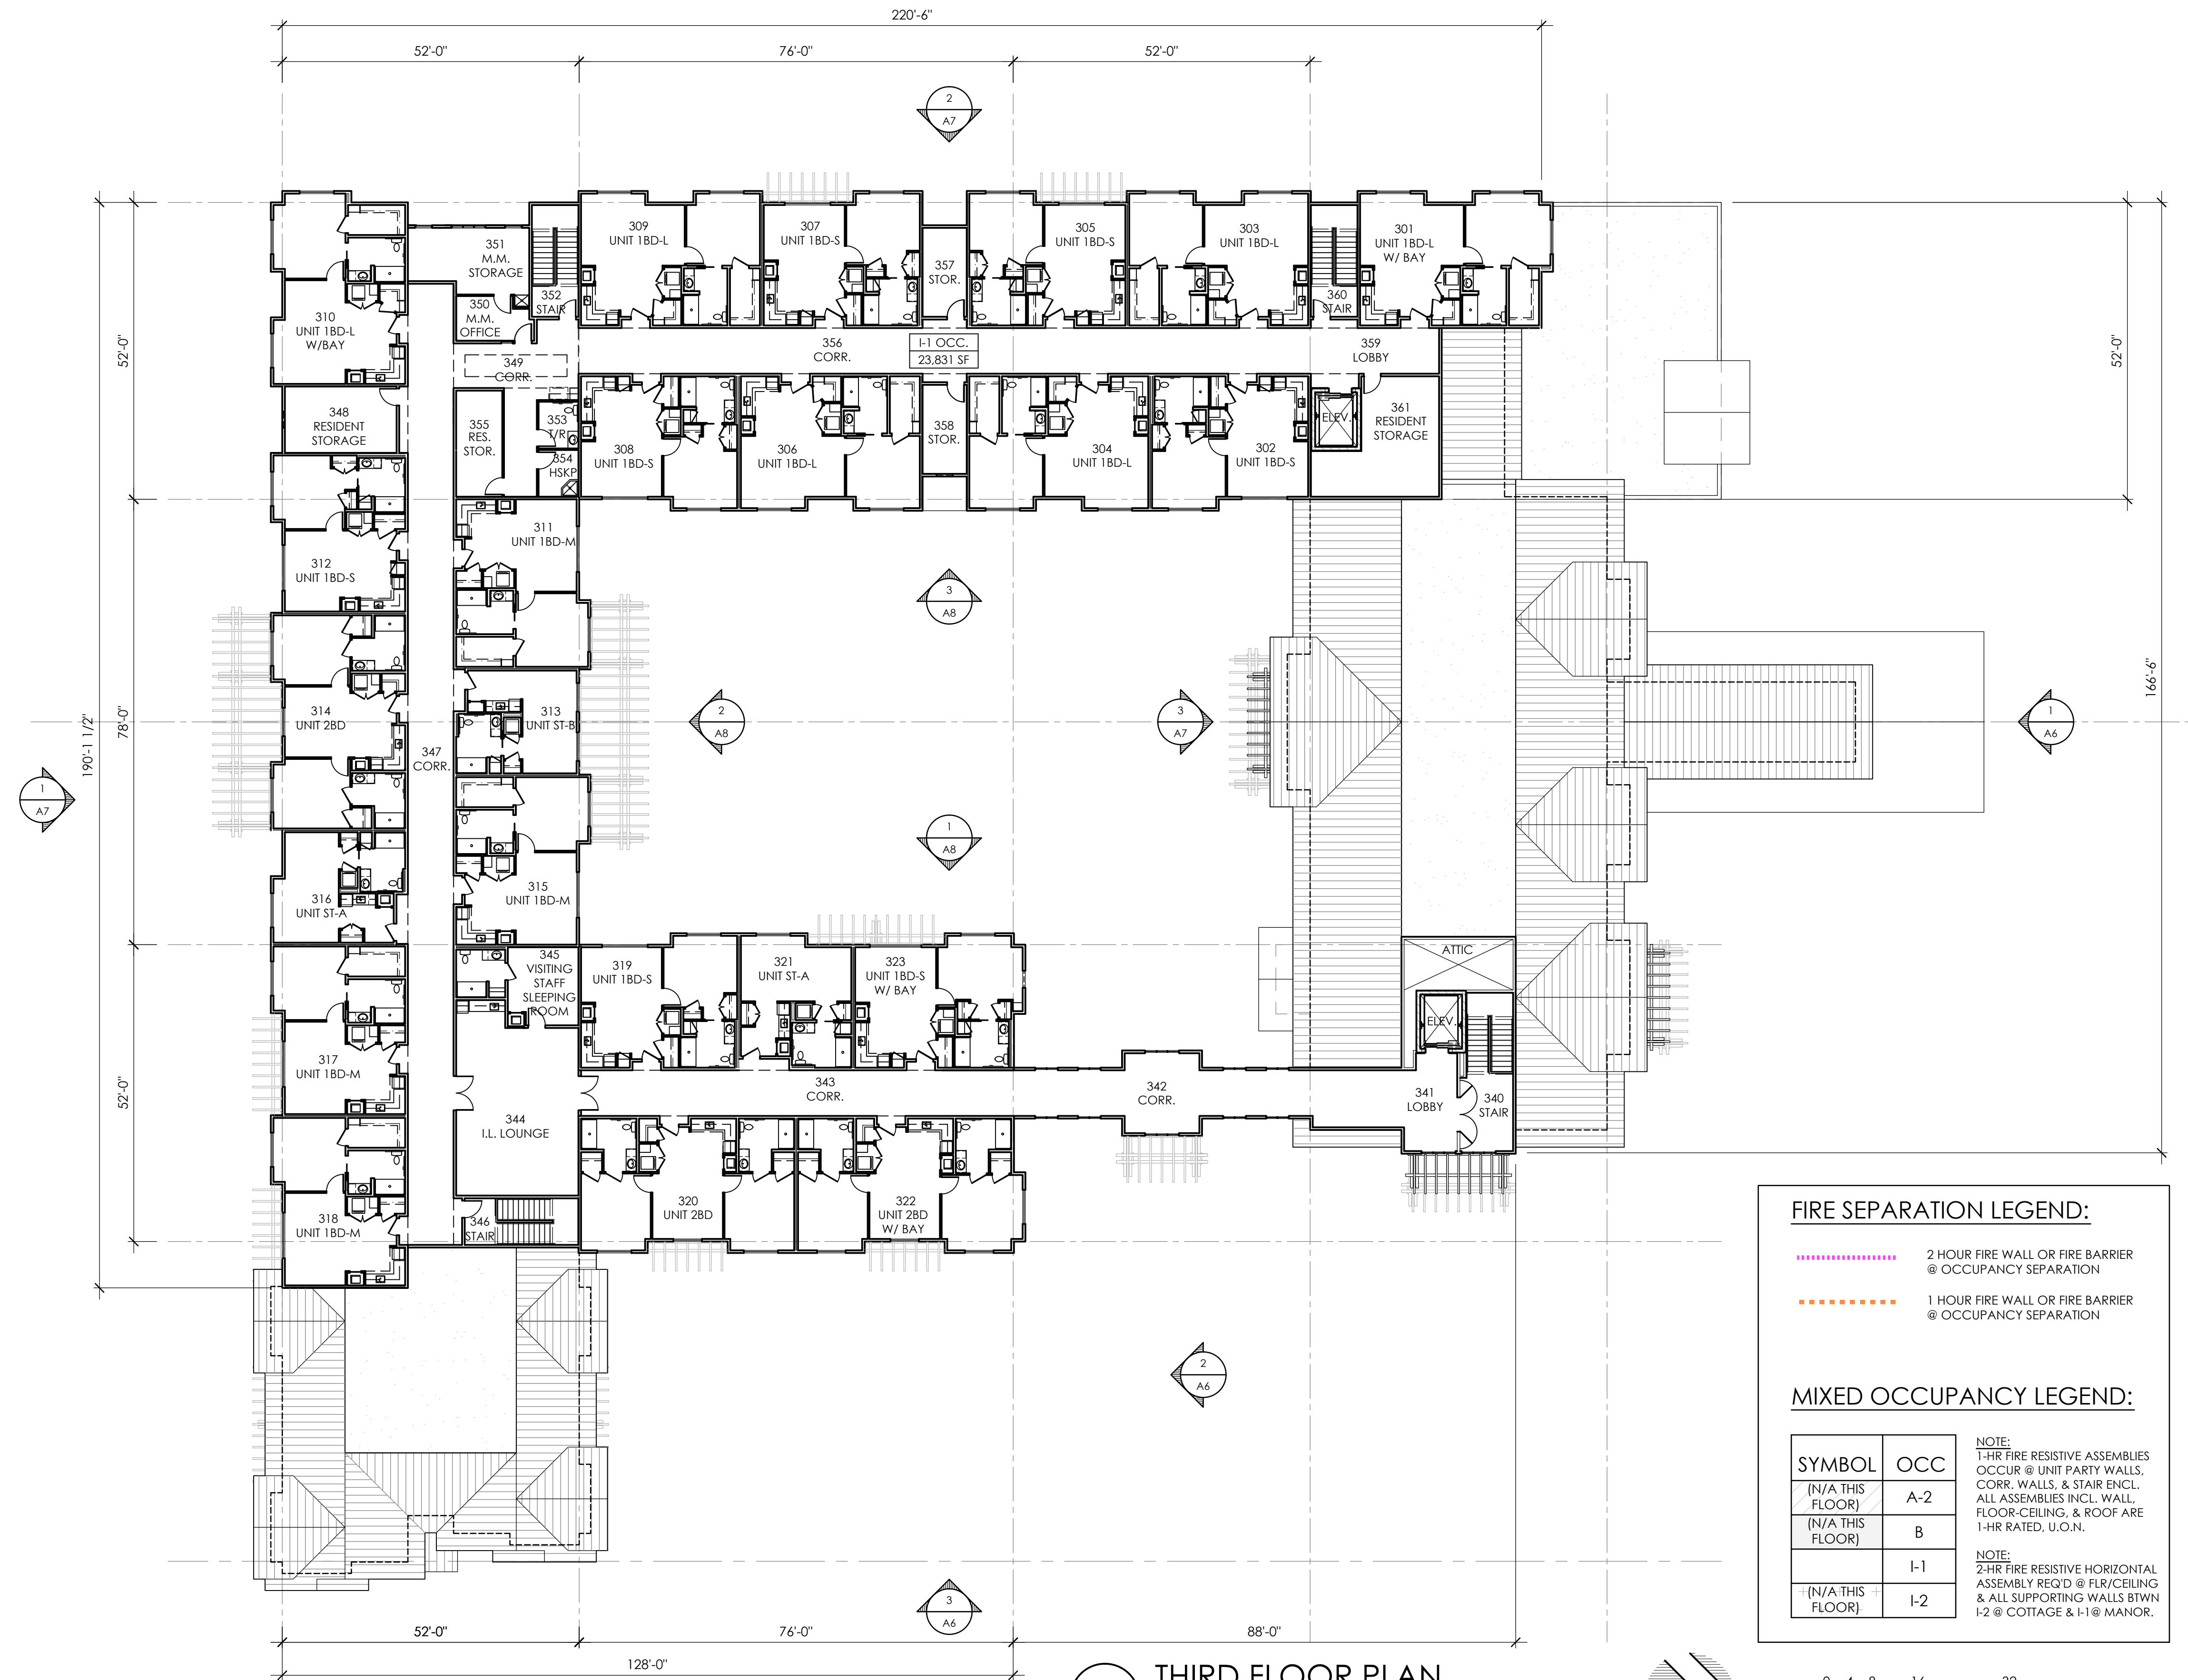 220'-6"
52'-0"
76'-0"
52'-0"
2
A7
309
UNIT 1BD-L
307
UNIT 1BD-S
305
UNIT 1BD-S
303
UNIT 1BD-L
301
UNIT 1BD-L
W/ BAY
351
M.M.
STORAGE
357
STOR.
352
STAIR
360
STAIR
350
M.M.
OFFICE
310
UNIT 1BD-L
W/BAY
356
CORR.
I-1 OCC.
23,831 SF
359
LOBBY
349
CORR.
52'-0"
52'-0"
348
RESIDENT
STORAGE
355
RES.
STOR.
353
T/R
354
HSKP
308
UNIT 1BD-S
306
UNIT 1BD-L
358
STOR.
304
UNIT 1BD-L
302
UNIT 1BD-S
ELEV.
361
RESIDENT
STORAGE
311
UNIT 1BD-M
312
UNIT 1BD-S
3
A8
190'-1 1/2"
78'-0"
166'-6"
314
UNIT 2BD
313
UNIT ST-B
2
A8
3
A7
1
A6
347
CORR.
1
A7
1
A8
316
UNIT ST-A
315
UNIT 1BD-M
345
VISITING
STAFF
SLEEPING
ROOM
319
UNIT 1BD-S
321
UNIT ST-A
323
UNIT 1BD-S
W/ BAY
ATTIC
ELEV.
52'-0"
317
UNIT 1BD-M
343
CORR.
342
CORR.
341
LOBBY
340
STAIR
344
I.L. LOUNGE
318
UNIT 1BD-M
346
STAIR
320
UNIT 2BD
322
UNIT 2BD
W/ BAY
2
A6
3
A6
52'-0"
76'-0"
88'-0"
128'-0"
THIRD FLOOR PLAN
FIRE SEPARATION LEGEND:
2 HOUR FIRE WALL OR FIRE BARRIER
@ OCCUPANCY SEPARATION
1 HOUR FIRE WALL OR FIRE BARRIER
@ OCCUPANCY SEPARATION
MIXED OCCUPANCY LEGEND:
SYMBOL OCC
(N/A THIS
FLOOR)
A-2
(N/A THIS
FLOOR)
B
I-1
(N/A THIS
FLOOR)
I-2
NOTE:
1-HR FIRE RESISTIVE ASSEMBLIES
OCCUR @ UNIT PARTY WALLS,
CORR. WALLS, & STAIR ENCL.
ALL ASSEMBLIES INCL. WALL,
FLOOR-CEILING, & ROOF ARE
1-HR RATED, U.O.N.
NOTE:
2-HR FIRE RESISTIVE HORIZONTAL
ASSEMBLY REQ'D @ FLR/CEILING
& ALL SUPPORTING WALLS BTWN
I-2 @ COTTAGE & I-1@ MANOR.
0 4 8 16 32